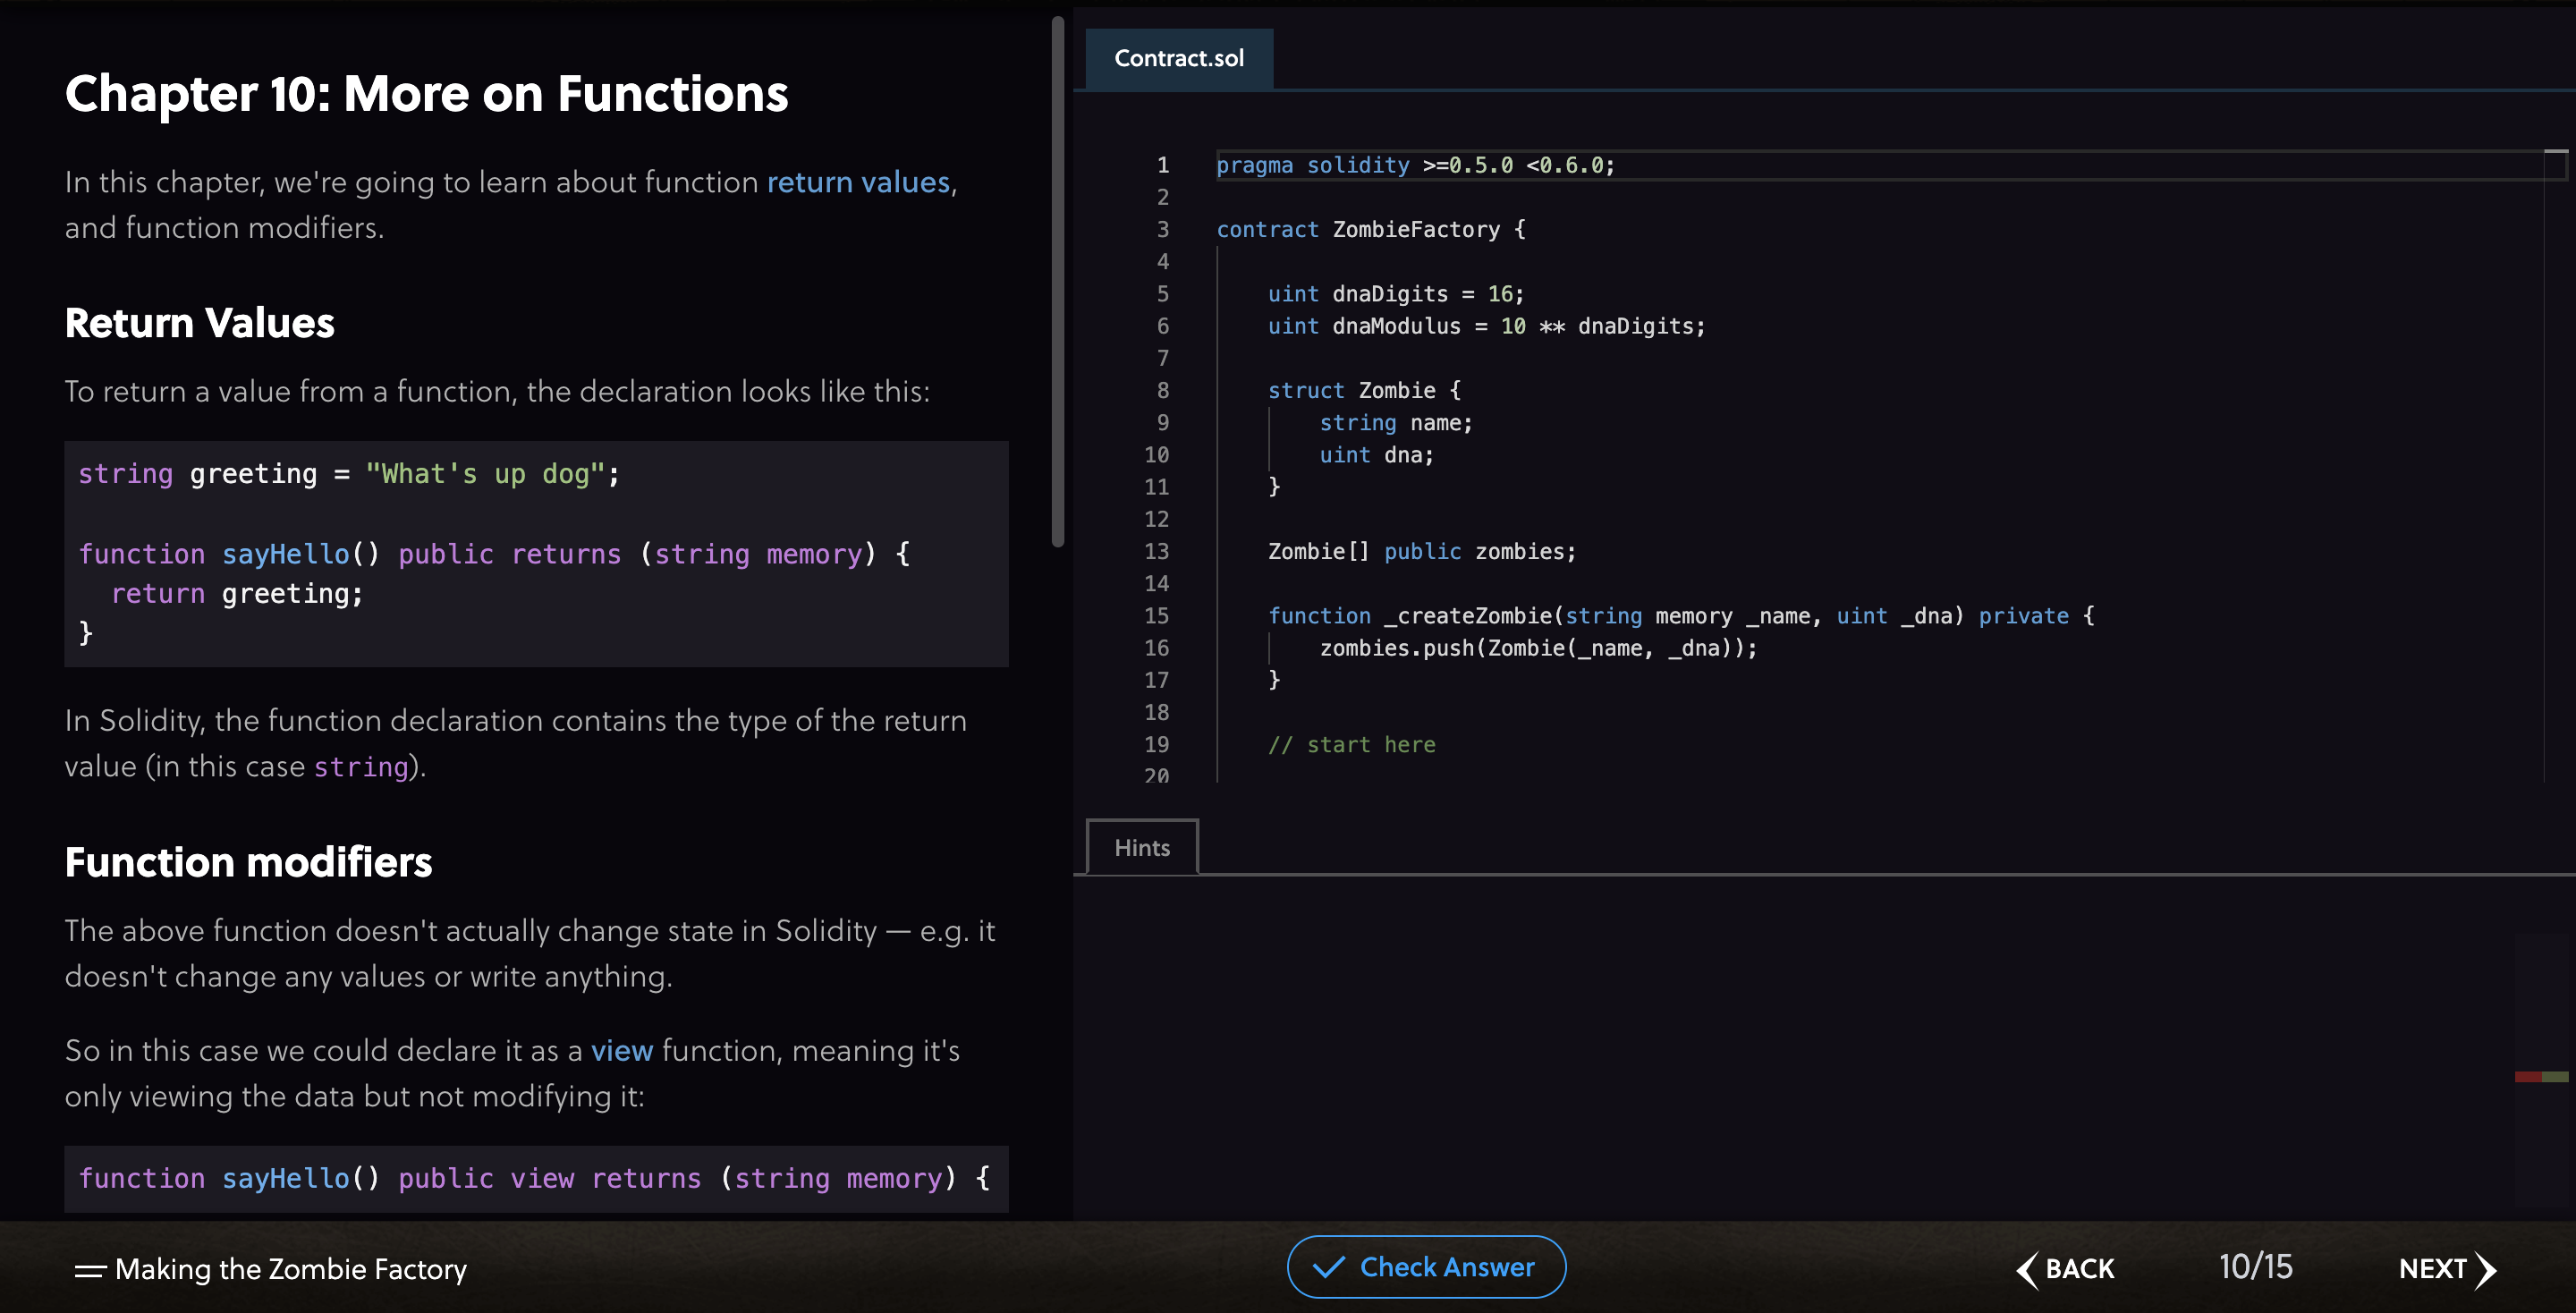 Chapter 10: More on Functions
In this chapter, we're going to learn about function return values,
and function modifiers.
Return Values
To return a value from a function, the declaration looks like this:
string greeting = "What's up dog";
function sayHello() public returns (string memory) {
  return greeting;
}
In Solidity, the function declaration contains the type of the return
value (in this case string).
Function modifiers
The above function doesn't actually change state in Solidity — e.g. it
doesn't change any values or write anything.
So in this case we could declare it as a view function, meaning it's
only viewing the data but not modifying it:
function sayHello() public view returns (string memory) {
Contract.sol
1 pragma solidity >=0.5.0 <0.6.0;
2
3 contract ZombieFactory {
4
5     uint dnaDigits = 16;
6     uint dnaModulus = 10 ** dnaDigits;
7
8     struct Zombie {
9         string name;
10         uint dna;
11     }
12
13     Zombie[] public zombies;
14
15     function _createZombie(string memory _name, uint _dna) private {
16         zombies.push(Zombie(_name, _dna));
17     }
18
19     // start here
20
Hints
Making the Zombie Factory
Check Answer
BACK
10/15
NEXT